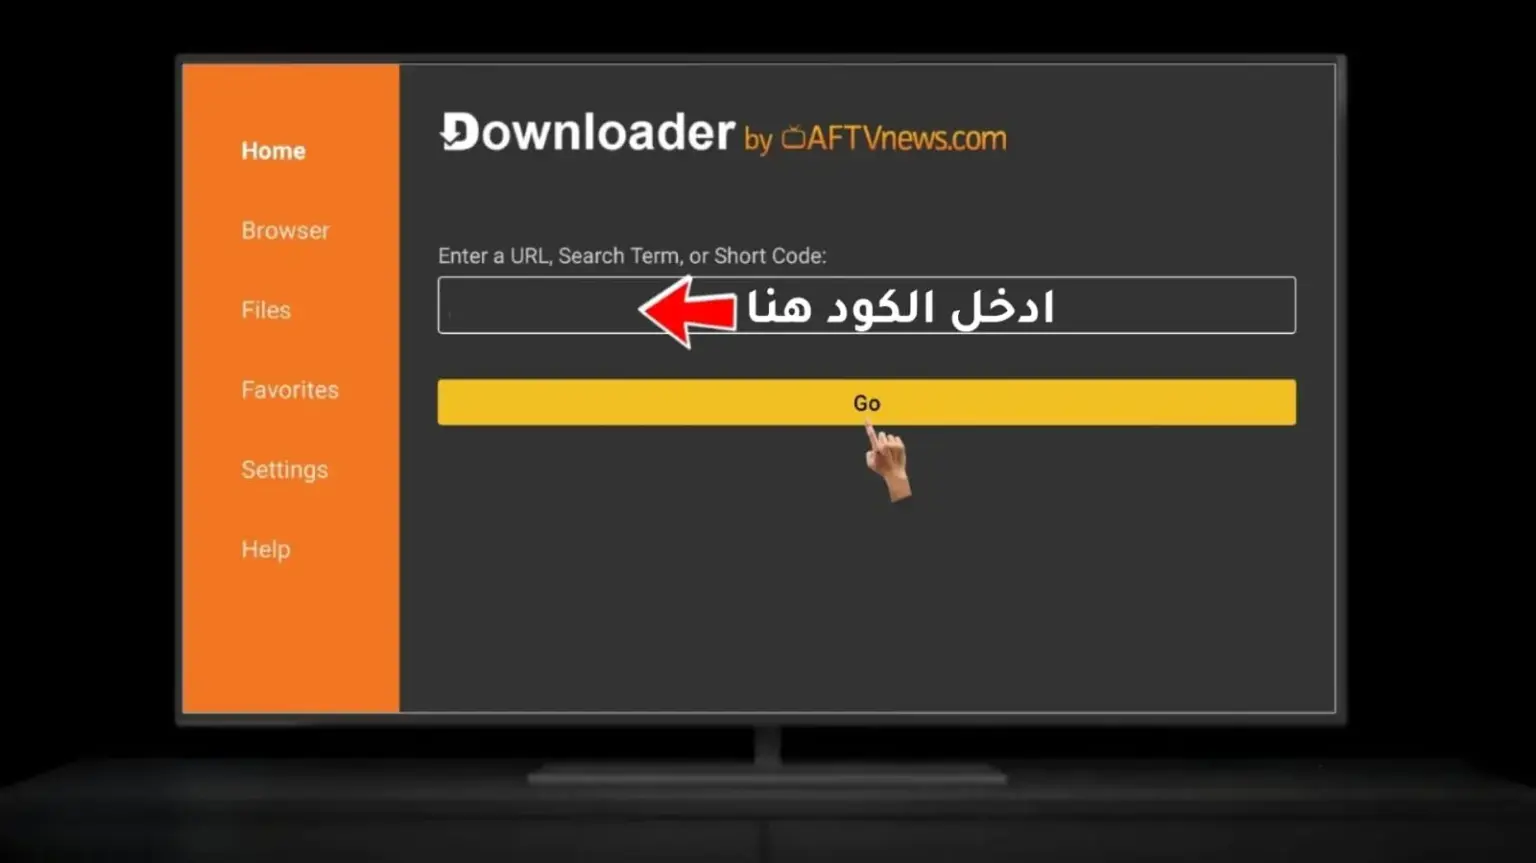 Home
Browser
Files
Favorites
Settings
Help
Downloader by AFTVnews.com
Enter a URL, Search Term, or Short Code:
ادخل الكود هنا
Go